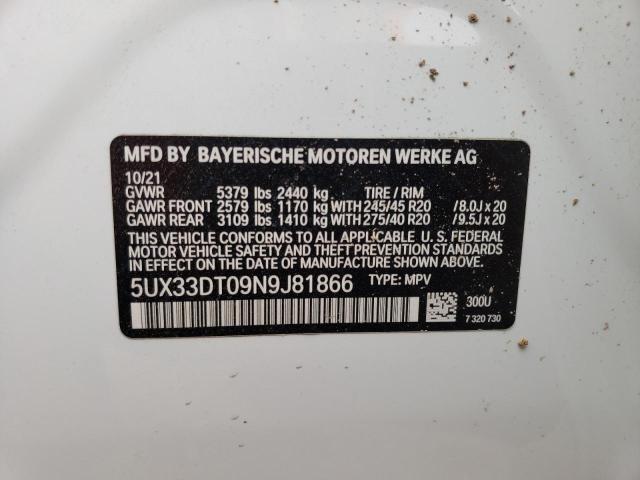 MFD BY BAYERISCHE MOTOREN WERKE AG
10/21
GVWR 5379 lbs 2440 kg TIRE / RIM
GAWR FRONT 2579 lbs 1170 kg 245/45 R20 / 8.0J x 20
GAWR REAR 3109 lbs 1410 kg 275/40 R20 / 9.5J x 20
THIS VEHICLE CONFORMS TO ALL APPLICABLE U. S. FEDERAL
MOTOR VEHICLE SAFETY AND THEFT PREVENTION STANDARDS
IN EFFECT ON THE DATE OF MANUFACTURE SHOWN ABOVE.
5UX33DT09N9J81866 TYPE: MPV
300U
7 320 730